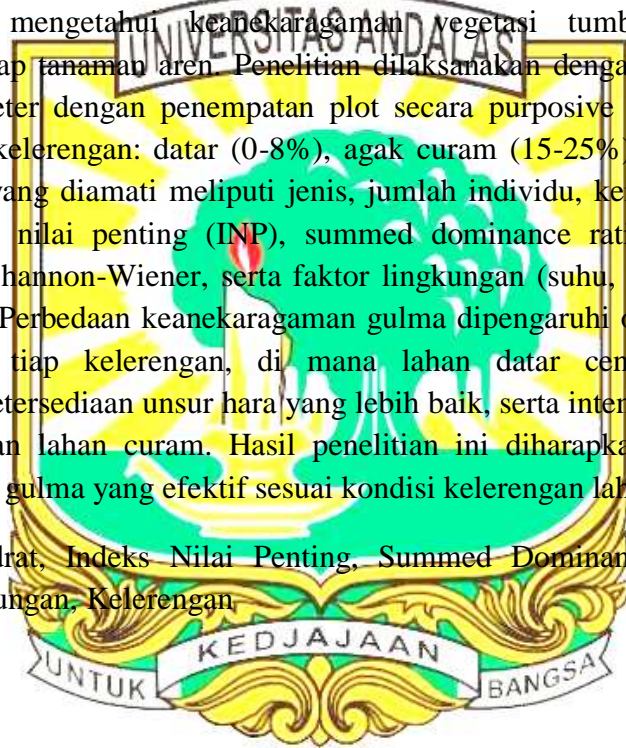 mengetahui keanekaragaman vegetasi tumb
UNIVERSITAS ANDALAS
ap tanaman aren. Penelitian dilaksanakan denga
eter dengan penempatan plot secara purposive
kelerengan: datar (0-8%), agak curam (15-25%)
yang diamati meliputi jenis, jumlah individu, ke
nilai penting (INP), summed dominance rati
hannon-Wiener, serta faktor lingkungan (suhu,
Perbedaan keanekaragaman gulma dipengaruhi o
tiap kelerengan, di mana lahan datar cen
etersediaan unsur hara yang lebih baik, serta inten
an lahan curam. Hasil penelitian ini diharapka
gulma yang efektif sesuai kondisi kelerengan lah
drat, Indeks Nilai Penting, Summed Dominan
ungan, Kelerengan
UNTUK KEDJAJAAN BANGSA